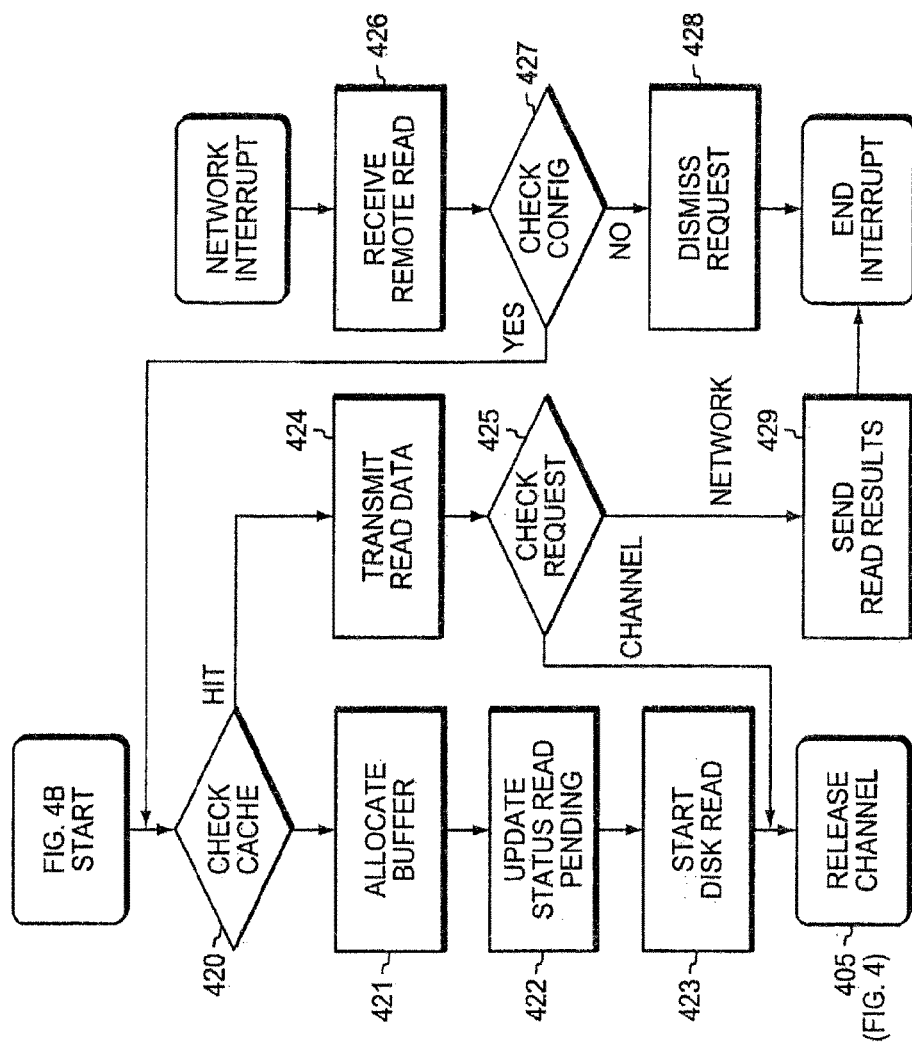 FIG. 4B
START
420
CHECK
CACHE
HIT
421
ALLOCATE
BUFFER
422
UPDATE
STATUS READ
PENDING
423
START
DISK READ
405
(FIG. 4)
RELEASE
CHANNEL
424
TRANSMIT
READ DATA
425
CHECK
REQUEST
CHANNEL
NETWORK
429
SEND
READ RESULTS
NETWORK
INTERRUPT
426
RECEIVE
REMOTE READ
427
CHECK
CONFIG
YES
NO
428
DISMISS
REQUEST
END
INTERRUPT